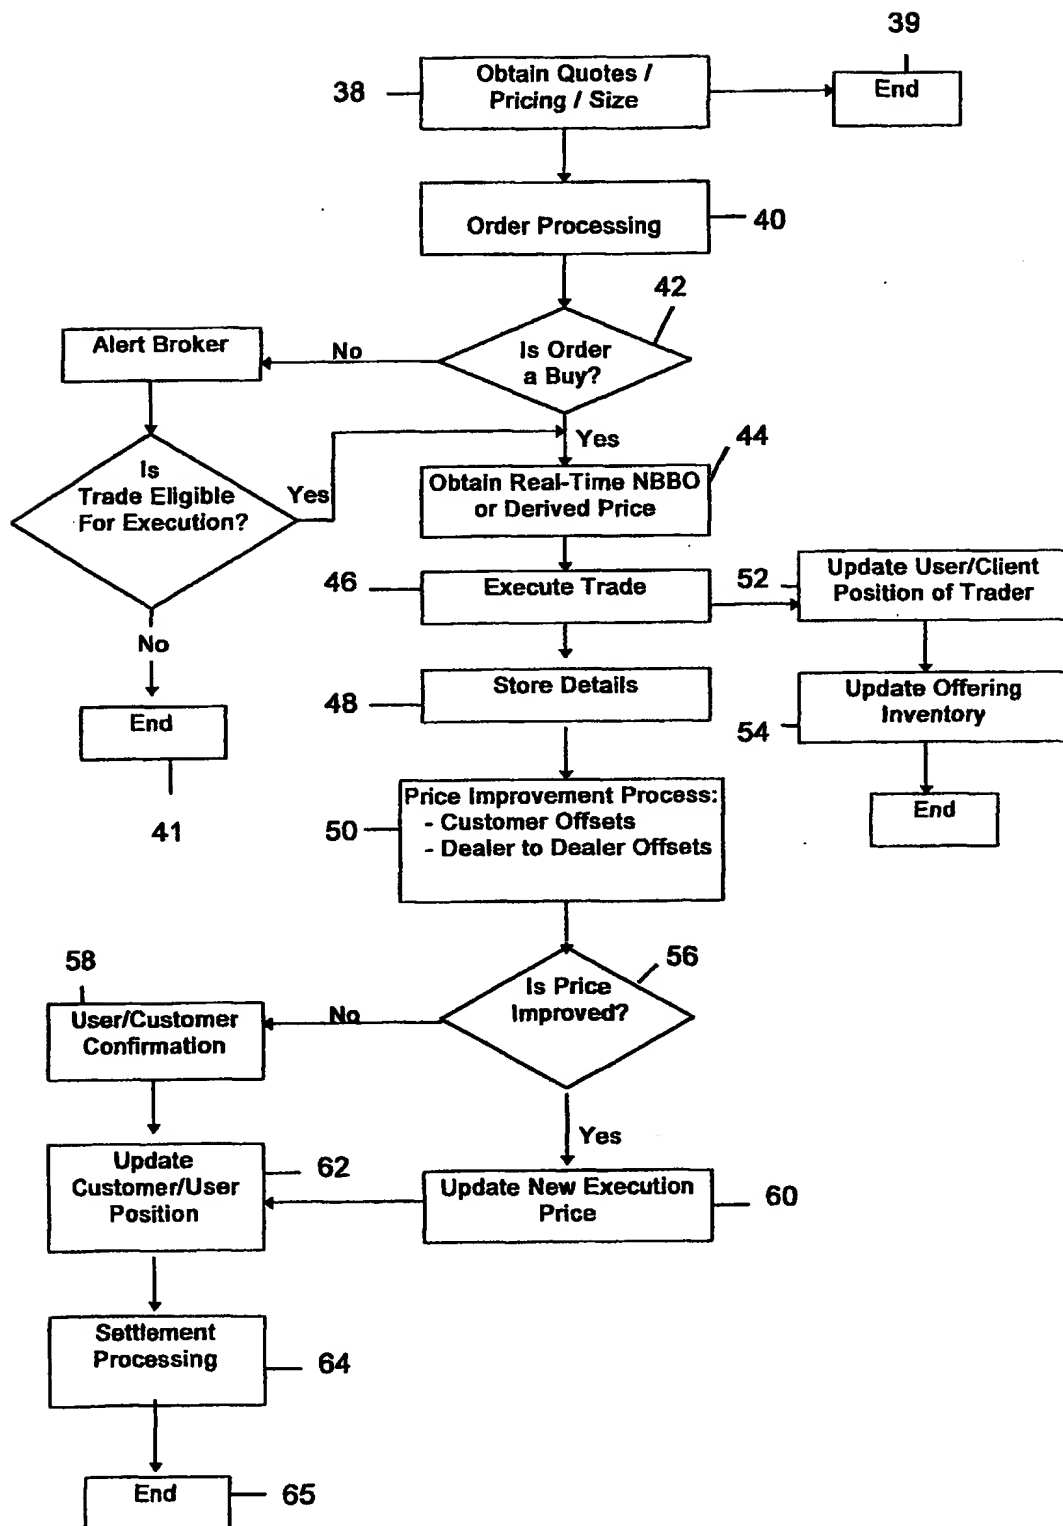 39
38
Obtain Quotes /
Pricing / Size
End
Order Processing
40
42
Alert Broker
No
Is Order
a Buy?
Is
Trade Eligible
For Execution?
Yes
Yes
44
Obtain Real-Time NBBO
or Derived Price
46
Execute Trade
52
Update User/Client
Position of Trader
No
48
Store Details
Update Offering
Inventory
54
End
41
50
Price Improvement Process:
- Customer Offsets
- Dealer to Dealer Offsets
End
58
56
Is Price
Improved?
No
User/Customer
Confirmation
Yes
Update
Customer/User
Position
62
Update New Execution
Price
60
Settlement
Processing
64
End
65